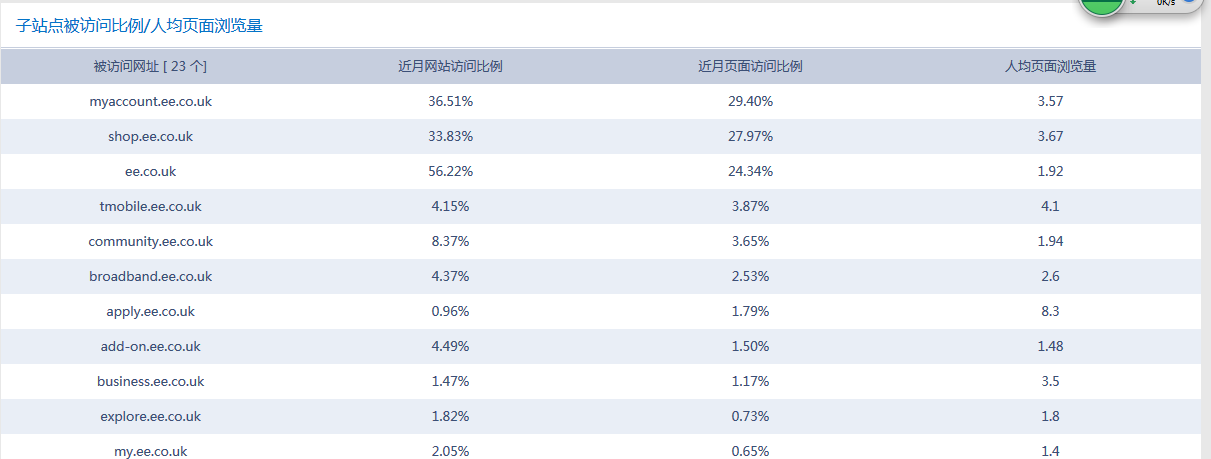 0K/s
子站点被访问比例/人均页面浏览量
被访问网址 [ 23 个] 近月网站访问比例 近月页面访问比例 人均页面浏览量
myaccount.ee.co.uk 36.51% 29.40% 3.57
shop.ee.co.uk 33.83% 27.97% 3.67
ee.co.uk 56.22% 24.34% 1.92
tmobile.ee.co.uk 4.15% 3.87% 4.1
community.ee.co.uk 8.37% 3.65% 1.94
broadband.ee.co.uk 4.37% 2.53% 2.6
apply.ee.co.uk 0.96% 1.79% 8.3
add-on.ee.co.uk 4.49% 1.50% 1.48
business.ee.co.uk 1.47% 1.17% 3.5
explore.ee.co.uk 1.82% 0.73% 1.8
my.ee.co.uk 2.05% 0.65% 1.4